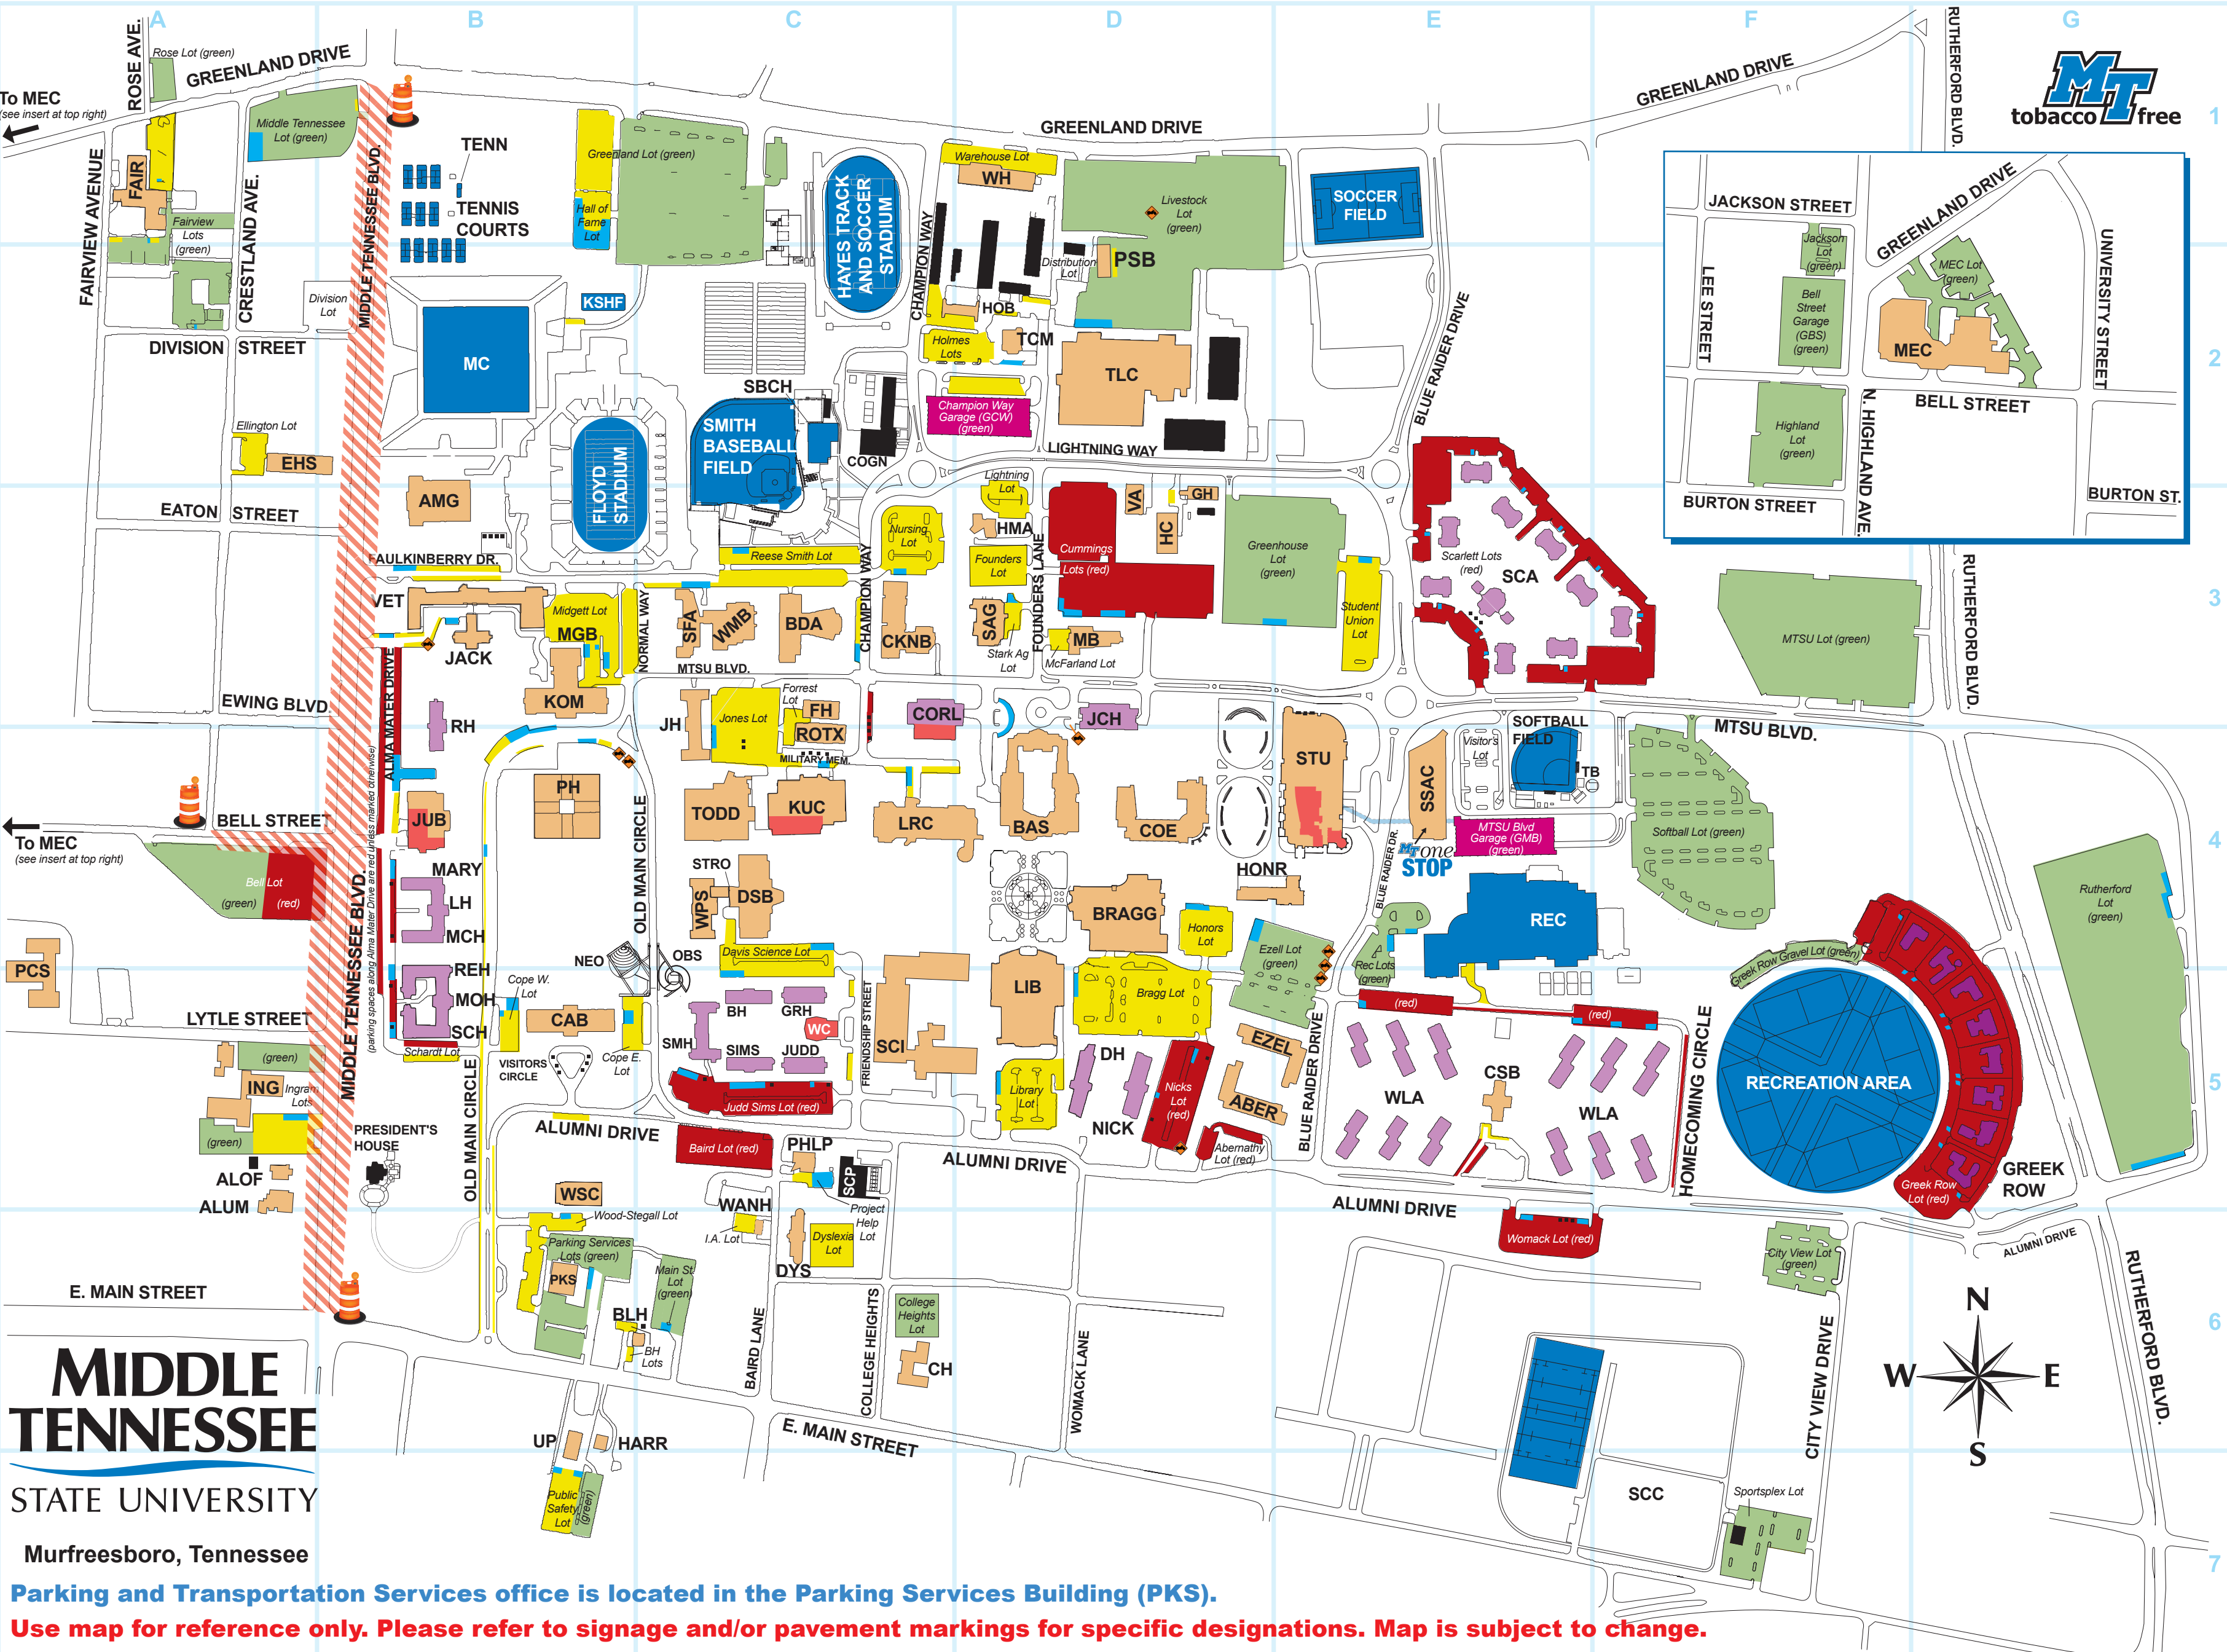 A
B
C
D
E
F
G
1
2
3
4
5
6
7
ROSE AVE.
Rose Lot (green)
GREENLAND DRIVE
To MEC
(see insert at top right)
Middle Tennessee
Lot (green)
FAIRVIEW AVENUE
FAIR
CRESTLAND AVE.
Fairview
Lots
(green)
MIDDLE TENNESSEE BLVD.
MIDDLE TENNESSEE BLVD.
Division
Lot
DIVISION
STREET
Ellington Lot
EHS
EATON
STREET
EWING BLVD.
BELL STREET
To MEC
(see insert at top right)
Bell Lot
(green)
(red)
PCS
LYTLE STREET
(green)
ING
Ingram
Lots
(green)
ALOF
ALUM
E. MAIN STREET
MIDDLE TENNESSEE BLVD.
TENN
TENNIS
COURTS
Greenland Lot (green)
Hall of
Fame
Lot
KSHF
MC
FLOYD
STADIUM
AMG
FAULKINBERRY DR.
VET
JACK
Midgett Lot
MGB
KOM
NORMAL WAY
ALMA MATER DRIVE
(parking spaces along Alma Mater Drive are red unless marked otherwise)
RH
JUB
PH
MARY
LH
MCH
REH
MOH
SCH
Schardt Lot
Cope W.
Lot
CAB
Cope E.
Lot
VISITORS
CIRCLE
NEO
OBS
OLD MAIN CIRCLE
OLD MAIN CIRCLE
PRESIDENT'S
HOUSE
ALUMNI DRIVE
WSC
Wood-Stegall Lot
Parking Services
Lots (green)
PKS
Main St.
Lot
(green)
BLH
BH
Lots
UP
HARR
Public
Safety
Lot
(green)
HAYES TRACK
AND SOCCER
STADIUM
CHAMPION WAY
SBCH
SMITH
BASEBALL
FIELD
COGN
Reese Smith Lot
Nursing
Lot
CHAMPION WAY
SFA
WMB
BDA
CKNB
MTSU BLVD.
JH
Jones Lot
Forrest
Lot
FH
ROTX
MILITARY MEM.
CORL
TODD
KUC
LRC
STRO
WPS
DSB
Davis Science Lot
BH
GRH
WC
SMH
SIMS
JUDD
Judd Sims Lot (red)
FRIENDSHIP STREET
SCI
Baird Lot (red)
PHLP
SCP
WANH
I.A. Lot
Project
Help
Lot
Dyslexia
Lot
DYS
BAIRD LANE
COLLEGE HEIGHTS
College
Heights
Lot
CH
E. MAIN STREET
GREENLAND DRIVE
Warehouse Lot
WH
Livestock
Lot
(green)
Distribution
Lot
PSB
HOB
Holmes
Lots
TCM
TLC
Champion Way
Garage (GCW)
(green)
LIGHTNING WAY
Lightning
Lot
HMA
Founders
Lot
FOUNDERS LANE
SAG
Stark Ag
Lot
Cummings
Lots (red)
VA
HC
GH
MB
McFarland Lot
Greenhouse
Lot
(green)
Student
Union
Lot
JCH
BAS
COE
STU
HONR
BRAGG
Honors
Lot
Ezell Lot
(green)
LIB
Bragg Lot
Library
Lot
DH
NICK
Nicks
Lot
(red)
EZEL
ABER
Abernathy
Lot (red)
ALUMNI DRIVE
WOMACK LANE
SOCCER
FIELD
BLUE RAIDER DRIVE
Scarlett Lots
(red)
SCA
SSAC
Visitor's
Lot
SOFTBALL
FIELD
TB
MTSU Blvd
Garage (GMB)
(green)
MT one
STOP
BLUE RAIDER DR.
REC
Rec Lots
(green)
(red)
(red)
BLUE RAIDER DRIVE
WLA
CSB
WLA
HOMECOMING CIRCLE
ALUMNI DRIVE
Womack Lot (red)
GREENLAND DRIVE
RUTHERFORD BLVD.
MT
tobacco free
JACKSON STREET
Jackson
Lot
(green)
LEE STREET
Bell
Street
Garage
(GBS)
(green)
GREENLAND DRIVE
MEC Lot
(green)
MEC
UNIVERSITY STREET
BELL STREET
Highland
Lot
(green)
N. HIGHLAND AVE.
BURTON STREET
BURTON ST.
MTSU Lot (green)
RUTHERFORD BLVD.
MTSU BLVD.
Softball Lot (green)
Rutherford
Lot
(green)
Greek Row Gravel Lot (green)
RECREATION AREA
Greek Row
Lot (red)
GREEK
ROW
ALUMNI DRIVE
City View Lot
(green)
CITY VIEW DRIVE
RUTHERFORD BLVD.
N
W
E
S
SCC
Sportsplex Lot
MIDDLE
TENNESSEE
STATE UNIVERSITY
Murfreesboro, Tennessee
Parking and Transportation Services office is located in the Parking Services Building (PKS).
Use map for reference only. Please refer to signage and/or pavement markings for specific designations. Map is subject to change.